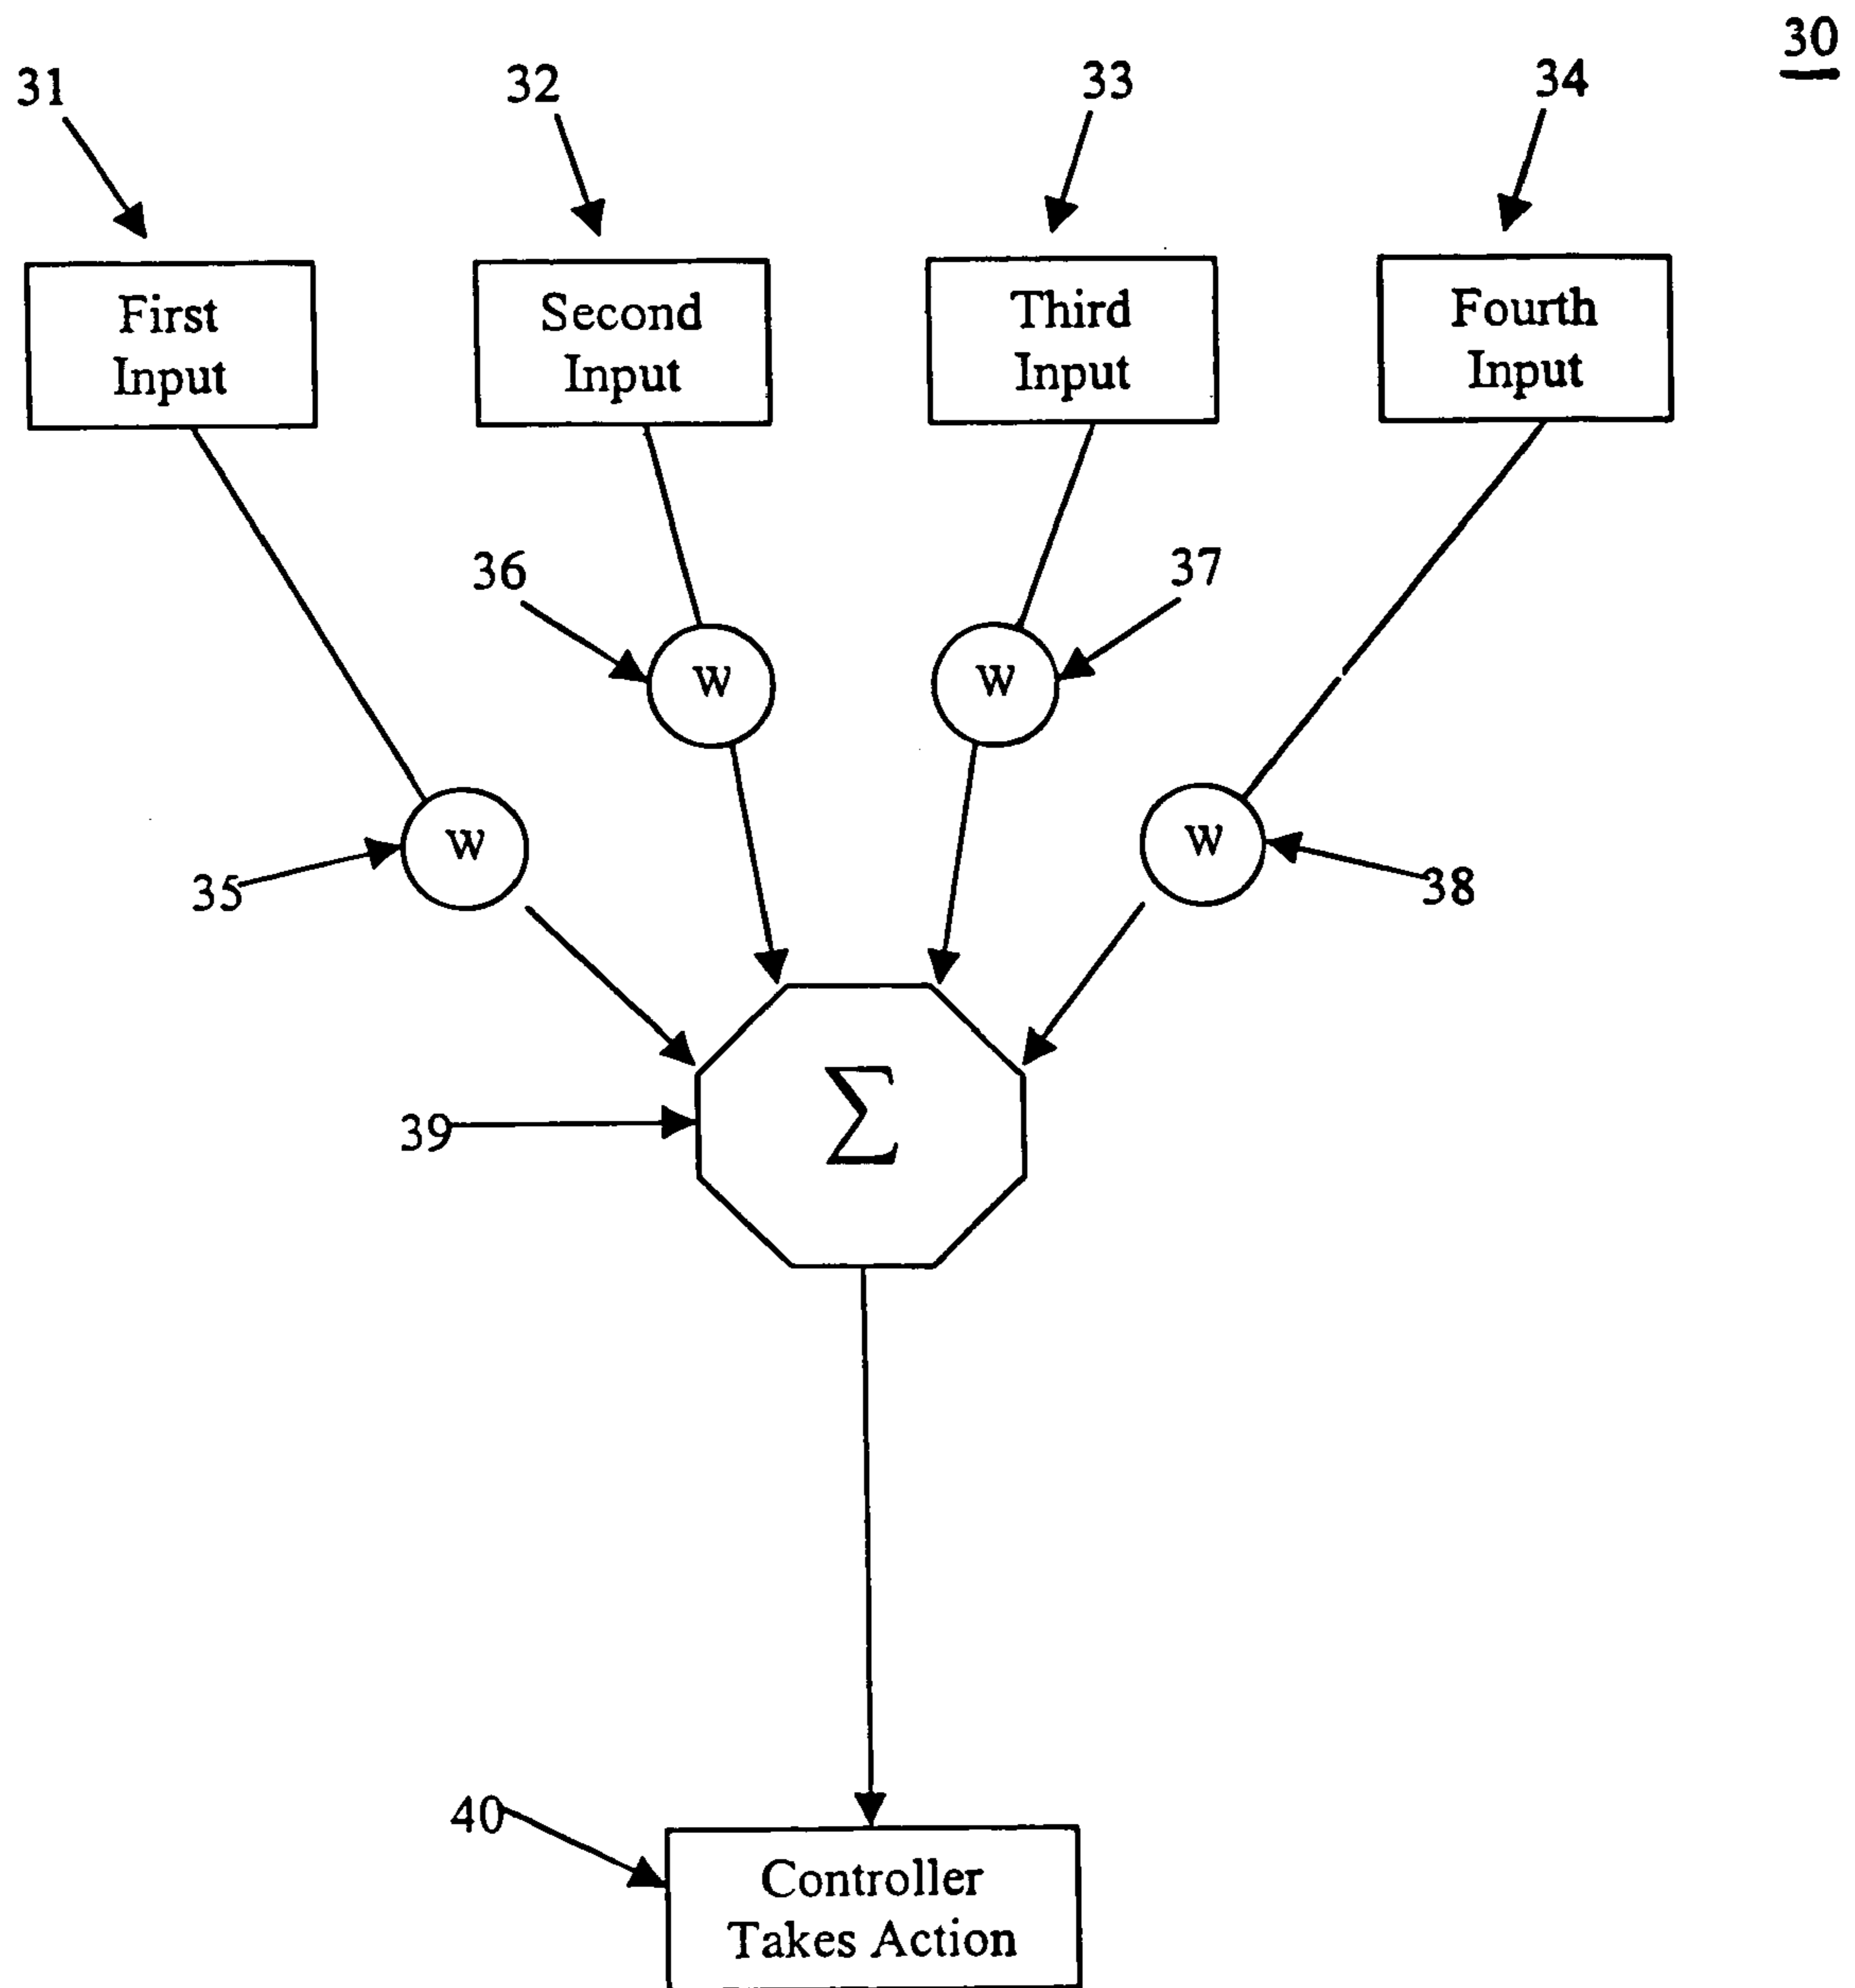 30
31
32
33
34
First
Input
Second
Input
Third
Input
Fourth
Input
36
37
W
W
W
W
35
38
39
Σ
40
Controller
Takes Action